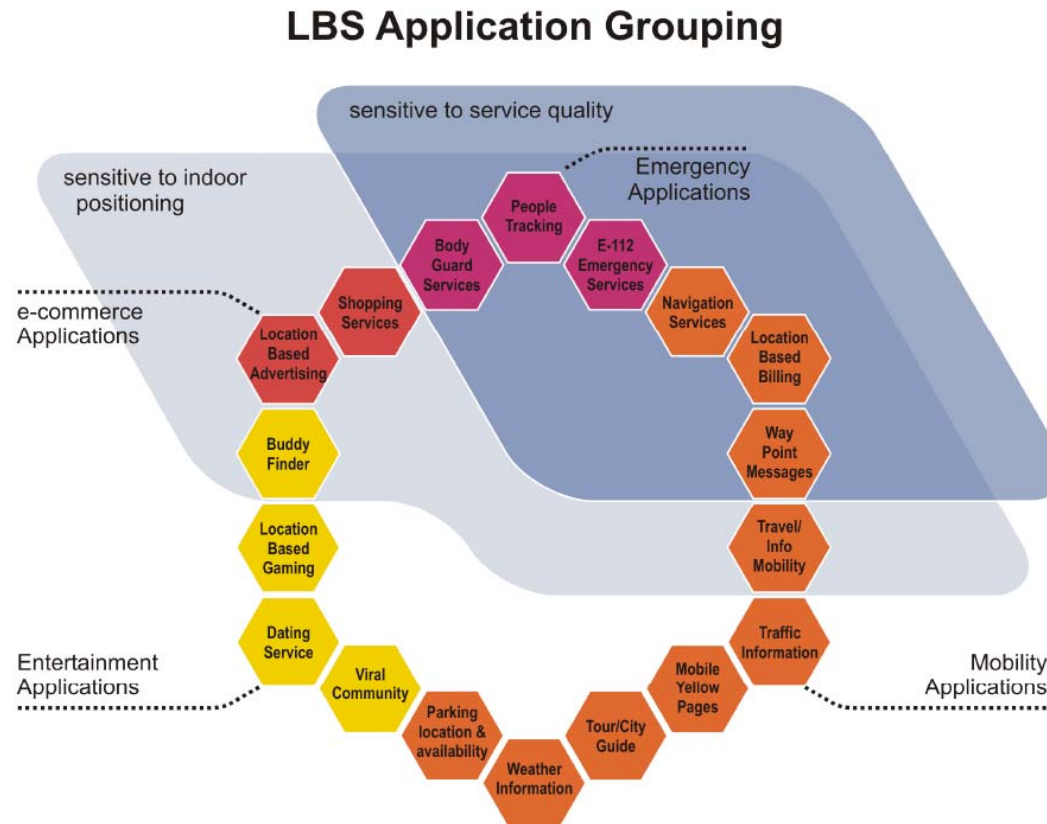 LBS Application Grouping
sensitive to service quality
sensitive to indoor
positioning
Emergency
Applications
People
Tracking
Body
Guard
Services
E-112
Emergency
Services
Shopping
Services
Navigation
Services
e-commerce
Applications
Location
Based
Advertising
Location
Based
Billing
Buddy
Finder
Way
Point
Messages
Location
Based
Gaming
Travel/
Info
Mobility
Dating
Service
Traffic
Information
Entertainment
Applications
Viral
Community
Mobile
Yellow
Pages
Mobility
Applications
Parking
location &
availability
Tour/City
Guide
Weather
Information